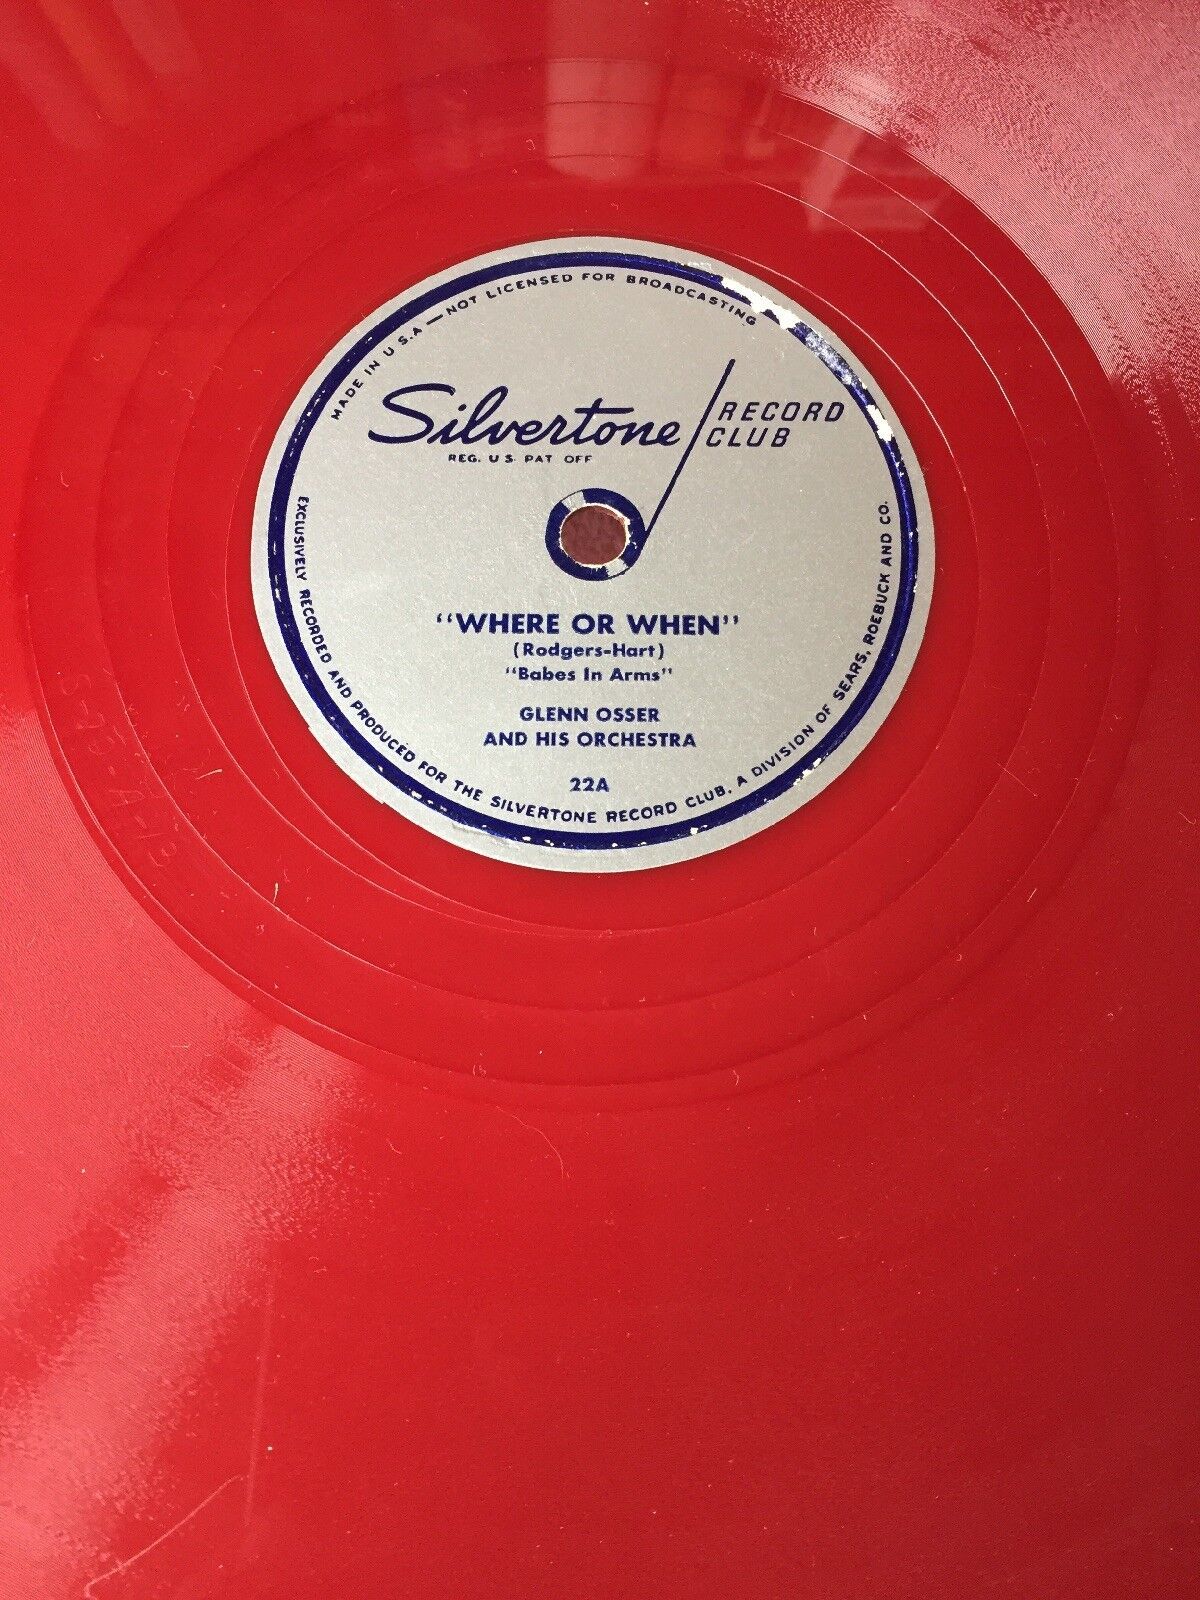 MADE IN U.S.A — NOT LICENSED FOR BROADCASTING
Silvertone RECORD
CLUB
REG. U S. PAT OFF
"WHERE OR WHEN"
(Rodgers-Hart)
"Babes In Arms"
GLENN OSSER
AND HIS ORCHESTRA
22A
EXCLUSIVELY RECORDED AND PRODUCED FOR THE SILVERTONE RECORD CLUB, A DIVISION OF SEARS, ROEBUCK AND CO.